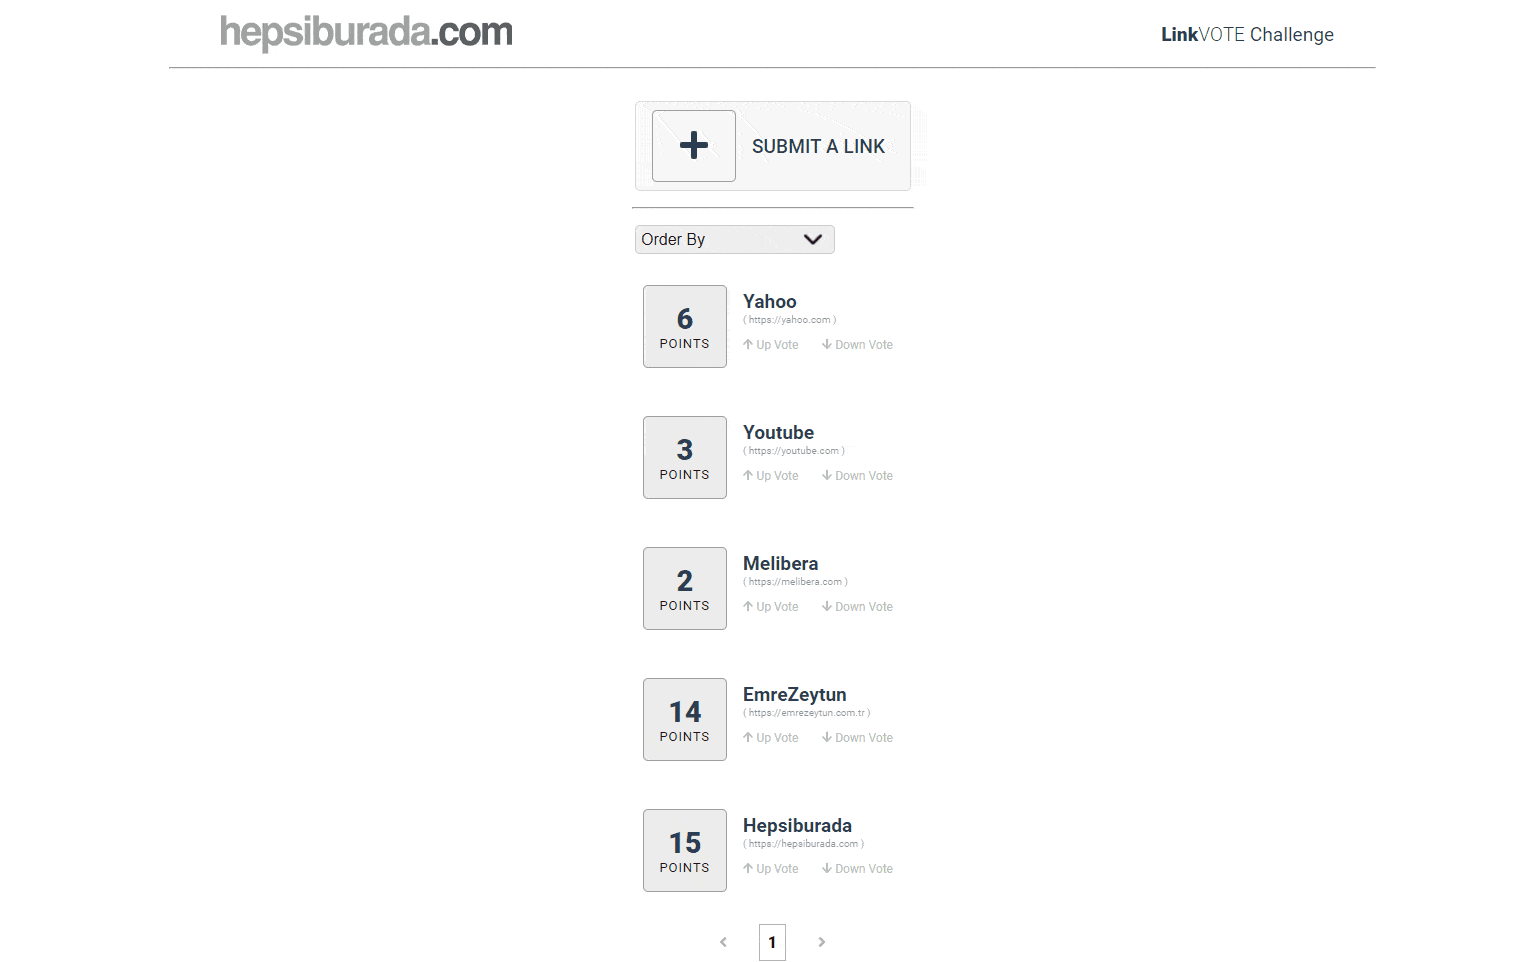 hepsiburada.com
LinkVOTE Challenge
SUBMIT A LINK
Order By
6
POINTS
Yahoo
( https://yahoo.com )
Up Vote Down Vote
3
POINTS
Youtube
( https://youtube.com )
Up Vote Down Vote
2
POINTS
Melibera
( https://melibera.com )
Up Vote Down Vote
14
POINTS
EmreZeytun
( https://emrezeytun.com.tr )
Up Vote Down Vote
15
POINTS
Hepsiburada
( https://hepsiburada.com )
Up Vote Down Vote
1